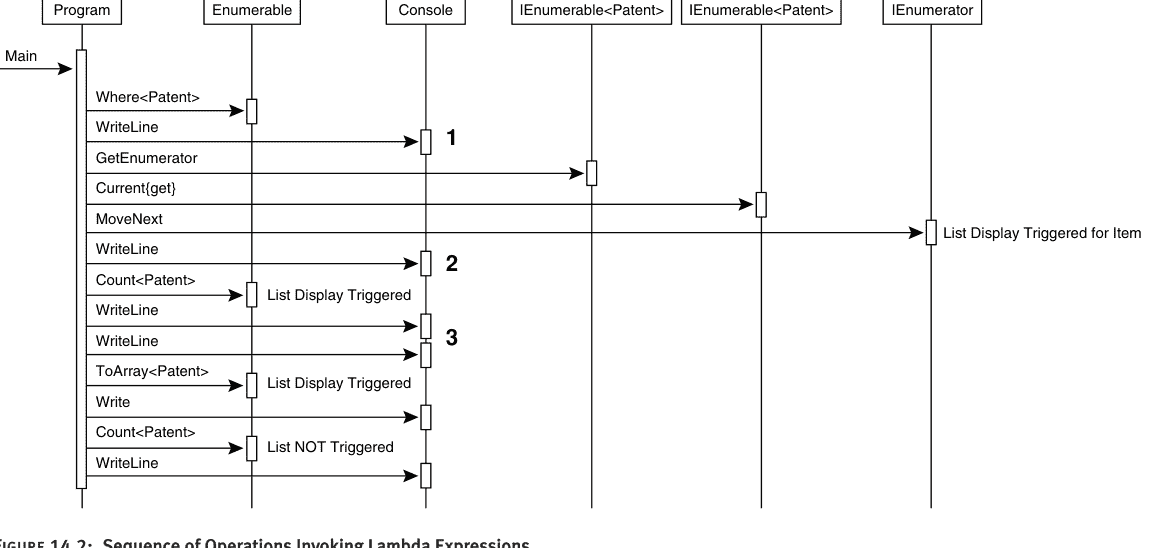 Program Enumerable Console IEnumerable<Patent> IEnumerable<Patent> IEnumerator
Main
Where<Patent>
WriteLine 1
GetEnumerator
Current{get}
MoveNext
List Display Triggered for Item
WriteLine 2
Count<Patent> List Display Triggered
WriteLine
3
WriteLine
ToArray<Patent> List Display Triggered
Write
Count<Patent> List NOT Triggered
WriteLine
FIGURE 14.2: Sequence of Operations Invoking Lambda Expressions